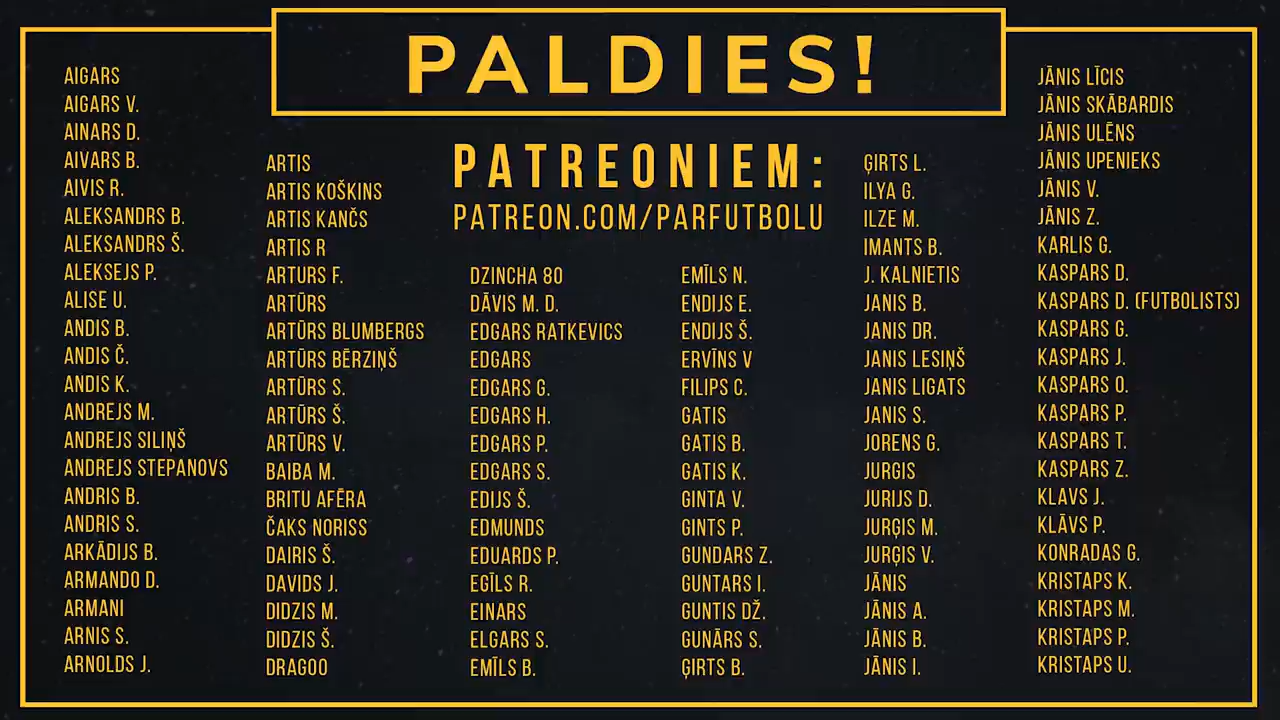 PALDIES!
PATREONIEM:
PATREON.COM/PARFUTBOLU
AIGARS
AIGARS V.
AINARS D.
AIVARS B.
AIVIS R.
ALEKSANDRS B.
ALEKSANDRS Š.
ALEKSEJS P.
ALISE U.
ANDIS B.
ANDIS Č.
ANDIS K.
ANDREJS M.
ANDREJS SILIŅŠ
ANDREJS STEPANOVS
ANDRIS B.
ANDRIS S.
ARKĀDIJS B.
ARMANDO D.
ARMANI
ARNIS S.
ARNOLDS J.
ARTIS
ARTIS KOŠKINS
ARTIS KANČS
ARTIS R
ARTURS F.
ARTŪRS
ARTŪRS BLUMBERGS
ARTŪRS BĒRZIŅŠ
ARTŪRS S.
ARTŪRS Š.
ARTŪRS V.
BAIBA M.
BRITU AFĒRA
ČAKS NORISS
DAIRIS Š.
DAVIDS J.
DIDZIS M.
DIDZIS Š.
DRAGOO
DZINCHA 80
DĀVIS M. D.
EDGARS RATKEVICS
EDGARS
EDGARS G.
EDGARS H.
EDGARS P.
EDGARS S.
EDIJS Š.
EDMUNDS
EDUARDS P.
EGĪLS R.
EINARS
ELGARS S.
EMĪLS B.
EMĪLS N.
ENDIJS E.
ENDIJS Š.
ERVĪNS V
FILIPS C.
GATIS
GATIS B.
GATIS K.
GINTA V.
GINTS P.
GUNDARS Z.
GUNTARS I.
GUNTIS DŽ.
GUNĀRS S.
ĢIRTS B.
ĢIRTS L.
ILYA G.
ILZE M.
IMANTS B.
J. KALNIETIS
JANIS B.
JANIS DR.
JANIS LESIŅŠ
JANIS LIGATS
JANIS S.
JORENS G.
JURGIS
JURIJS D.
JURĢIS M.
JURĢIS V.
JĀNIS
JĀNIS A.
JĀNIS B.
JĀNIS I.
JĀNIS LĪCIS
JĀNIS SKĀBARDIS
JĀNIS ULĒNS
JĀNIS UPENIEKS
JĀNIS V.
JĀNIS Z.
KARLIS G.
KASPARS D.
KASPARS D. (FUTBOLISTS)
KASPARS G.
KASPARS J.
KASPARS O.
KASPARS P.
KASPARS T.
KASPARS Z.
KLAVS J.
KLĀVS P.
KONRADAS G.
KRISTAPS K.
KRISTAPS M.
KRISTAPS P.
KRISTAPS U.